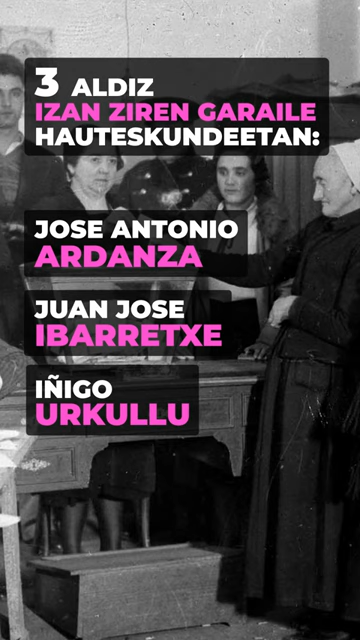 3 ALDIZ
IZAN ZIREN GARAILE
HAUTESKUNDEETAN:
JOSE ANTONIO
ARDANZA
JUAN JOSE
IBARRETXE
IÑIGO
URKULLU